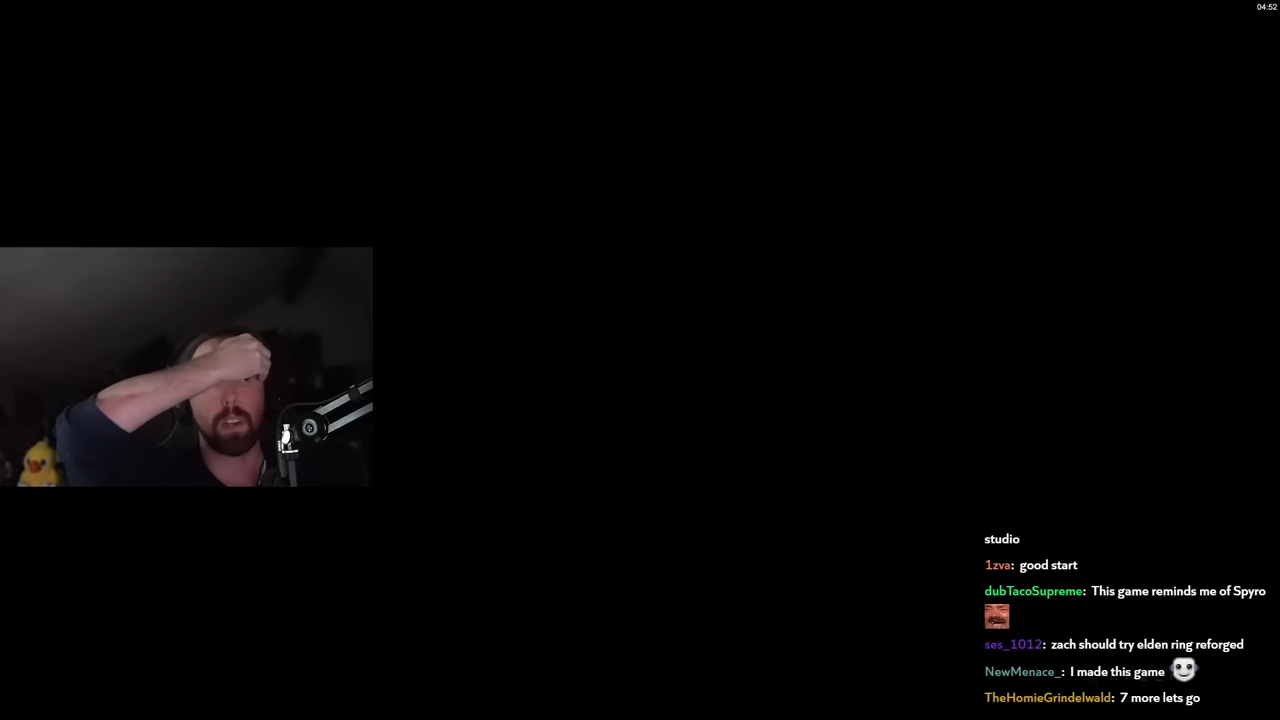 04:52
studio
1zva: good start
dubTacoSupreme: This game reminds me of Spyro
ses_1012: zach should try elden ring reforged
NewMenace_: I made this game
TheHomieGrindelwald: 7 more lets go